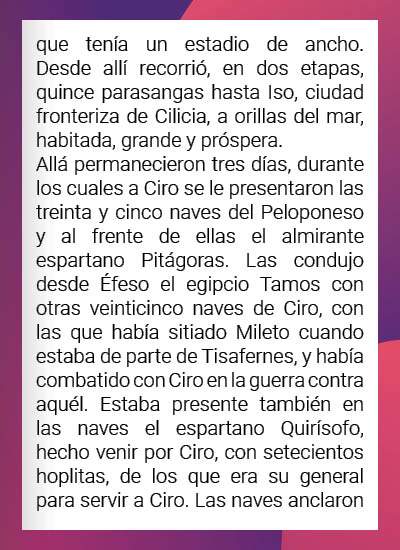 que tenía un estadio de ancho.
Desde allí recorrió, en dos etapas,
quince parasangas hasta Iso, ciudad
fronteriza de Cilicia, a orillas del mar,
habitada, grande y próspera.
Allá permanecieron tres días, durante
los cuales a Ciro se le presentaron las
treinta y cinco naves del Peloponeso
y al frente de ellas el almirante
espartano Pitágoras. Las condujo
desde Éfeso el egipcio Tamos con
otras veinticinco naves de Ciro, con
las que había sitiado Mileto cuando
estaba de parte de Tisafernes, y había
combatido con Ciro en la guerra contra
aquél. Estaba presente también en
las naves el espartano Quirísofo,
hecho venir por Ciro, con setecientos
hoplitas, de los que era su general
para servir a Ciro. Las naves anclaron